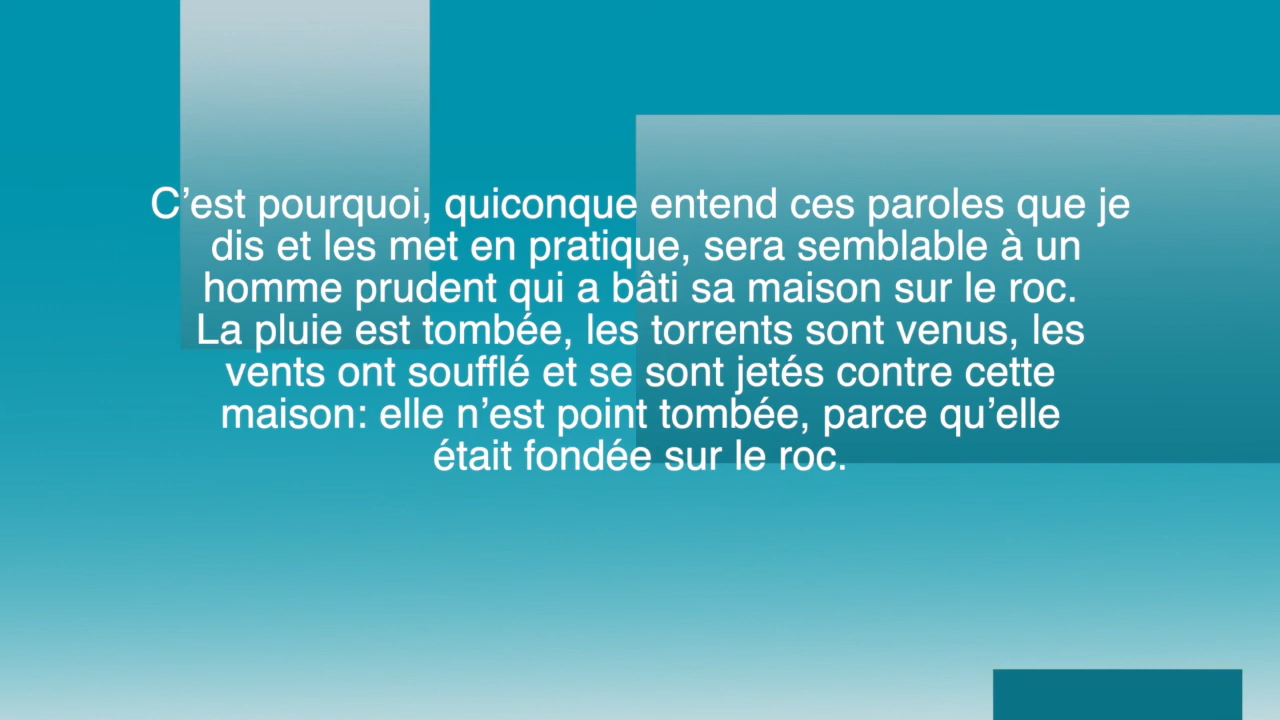 C’est pourquoi, quiconque entend ces paroles que je
dis et les met en pratique, sera semblable à un
homme prudent qui a bâti sa maison sur le roc.
La pluie est tombée, les torrents sont venus, les
vents ont soufflé et se sont jetés contre cette
maison: elle n’est point tombée, parce qu’elle
était fondée sur le roc.